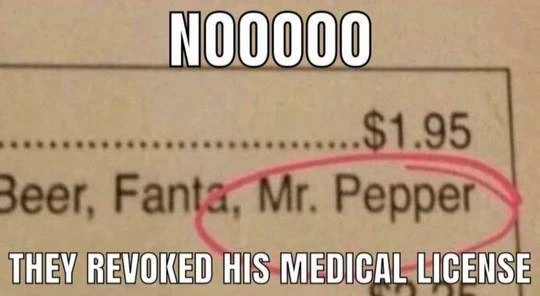 NOOOOO
....................................$1.95
Beer, Fanta, Mr. Pepper
THEY REVOKED HIS MEDICAL LICENSE